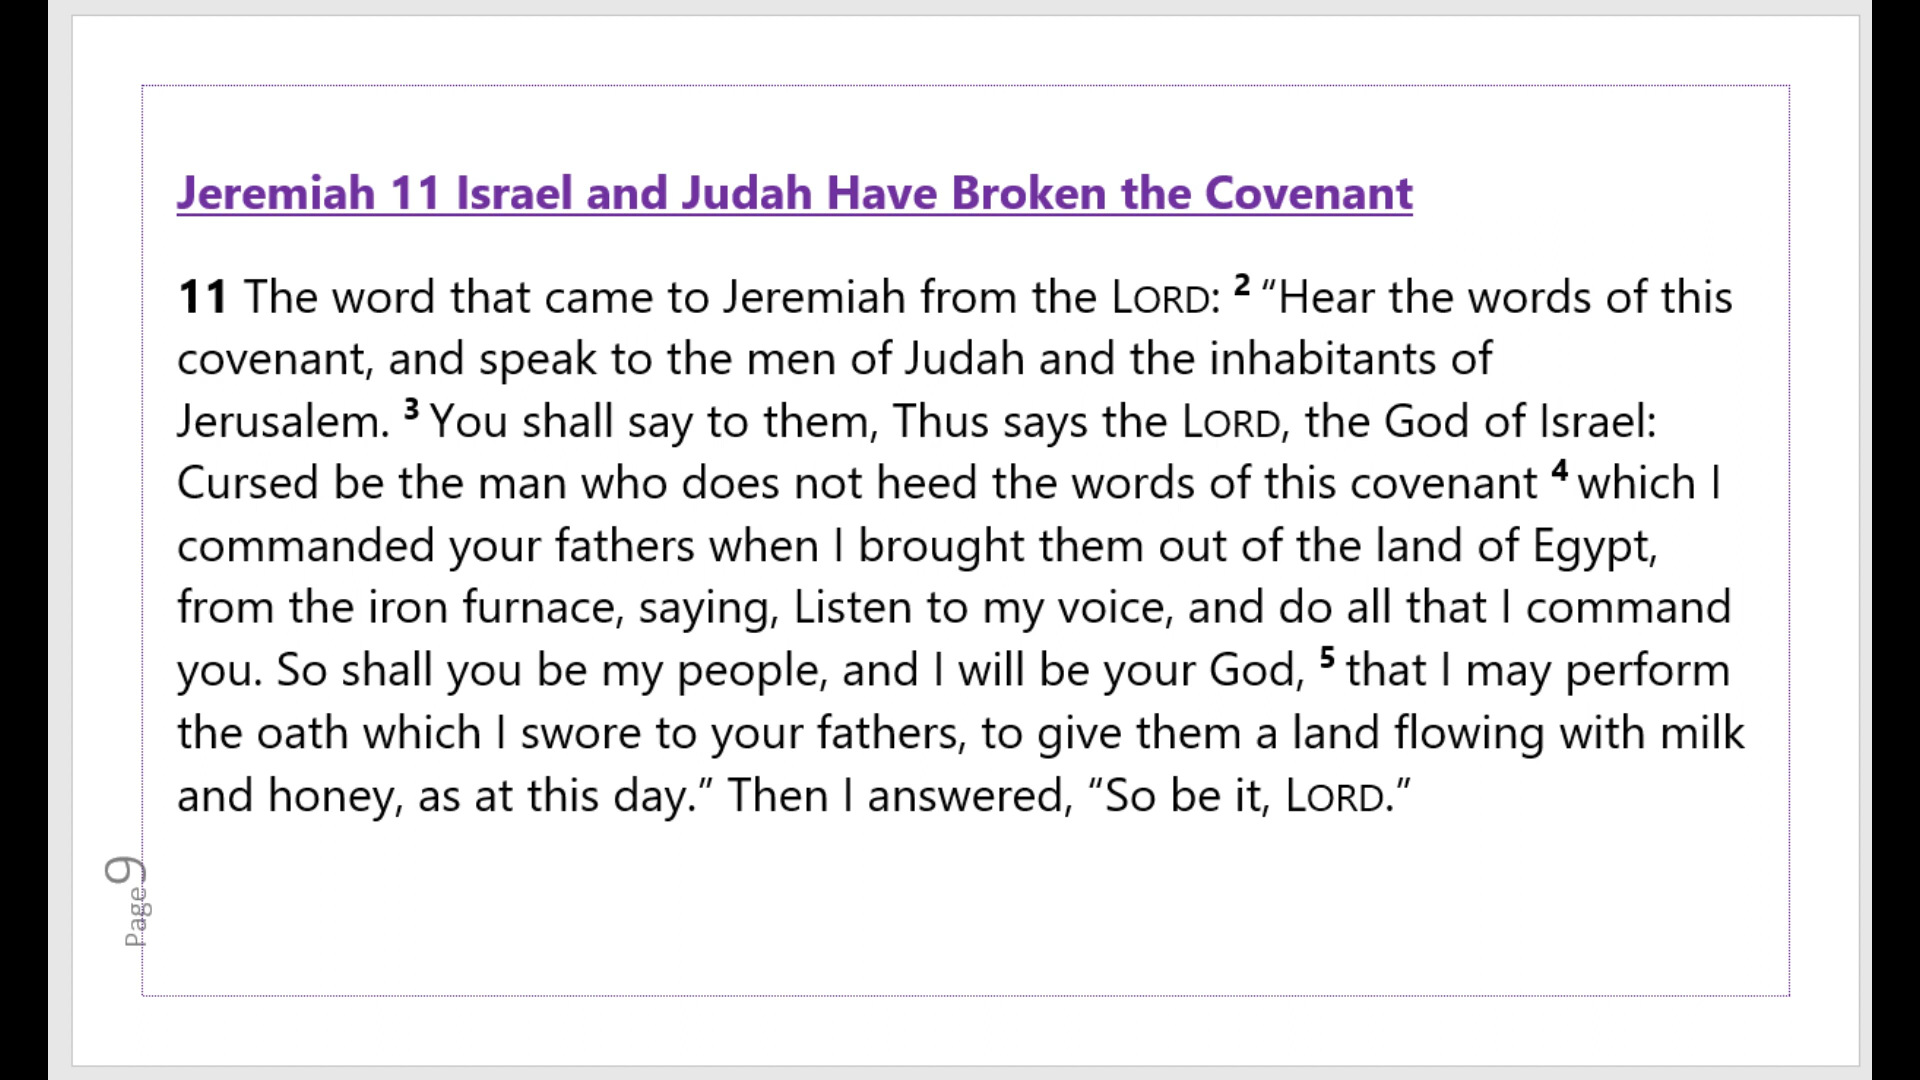 Jeremiah 11 Israel and Judah Have Broken the Covenant
11 The word that came to Jeremiah from the LORD: 2 “Hear the words of this
covenant, and speak to the men of Judah and the inhabitants of
Jerusalem. 3 You shall say to them, Thus says the LORD, the God of Israel:
Cursed be the man who does not heed the words of this covenant 4 which I
commanded your fathers when I brought them out of the land of Egypt,
from the iron furnace, saying, Listen to my voice, and do all that I command
you. So shall you be my people, and I will be your God, 5 that I may perform
the oath which I swore to your fathers, to give them a land flowing with milk
and honey, as at this day.” Then I answered, “So be it, LORD.”
Page 9